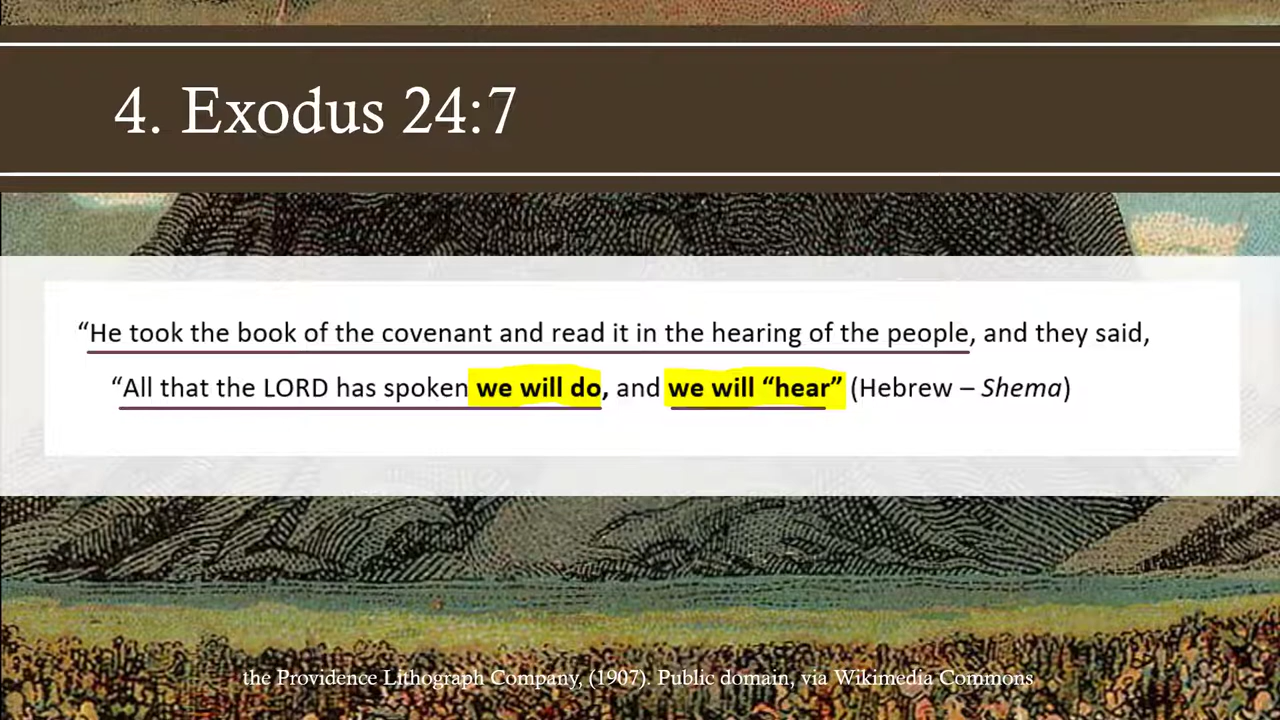 4. Exodus 24:7
“He took the book of the covenant and read it in the hearing of the people, and they said,
“All that the LORD has spoken we will do, and we will “hear” (Hebrew – Shema)
the Providence Lithograph Company, (1907). Public domain, via Wikimedia Commons